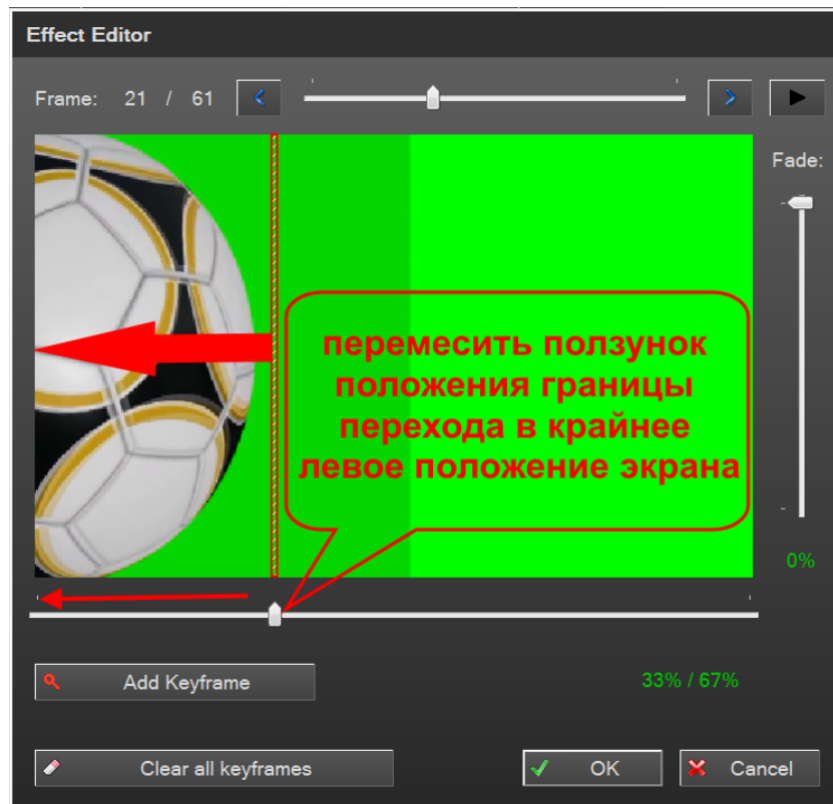 Effect Editor
Frame: 21 / 61
Fade:
перемесить ползунок
положения границы
перехода в крайнее
левое положение экрана
0%
Add Keyframe
33% / 67%
Clear all keyframes
OK
Cancel